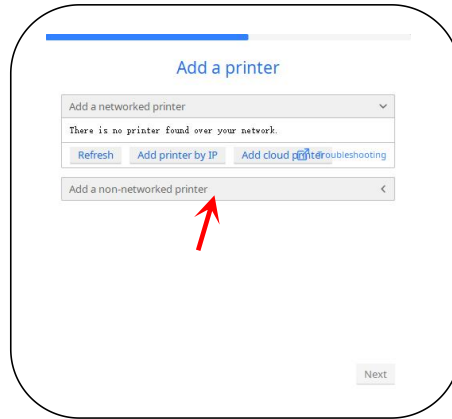 Add a printer
Add a networked printer
There is no printer found over your network.
Refresh Add printer by IP Add cloud printer Troubleshooting
Add a non-networked printer
Next